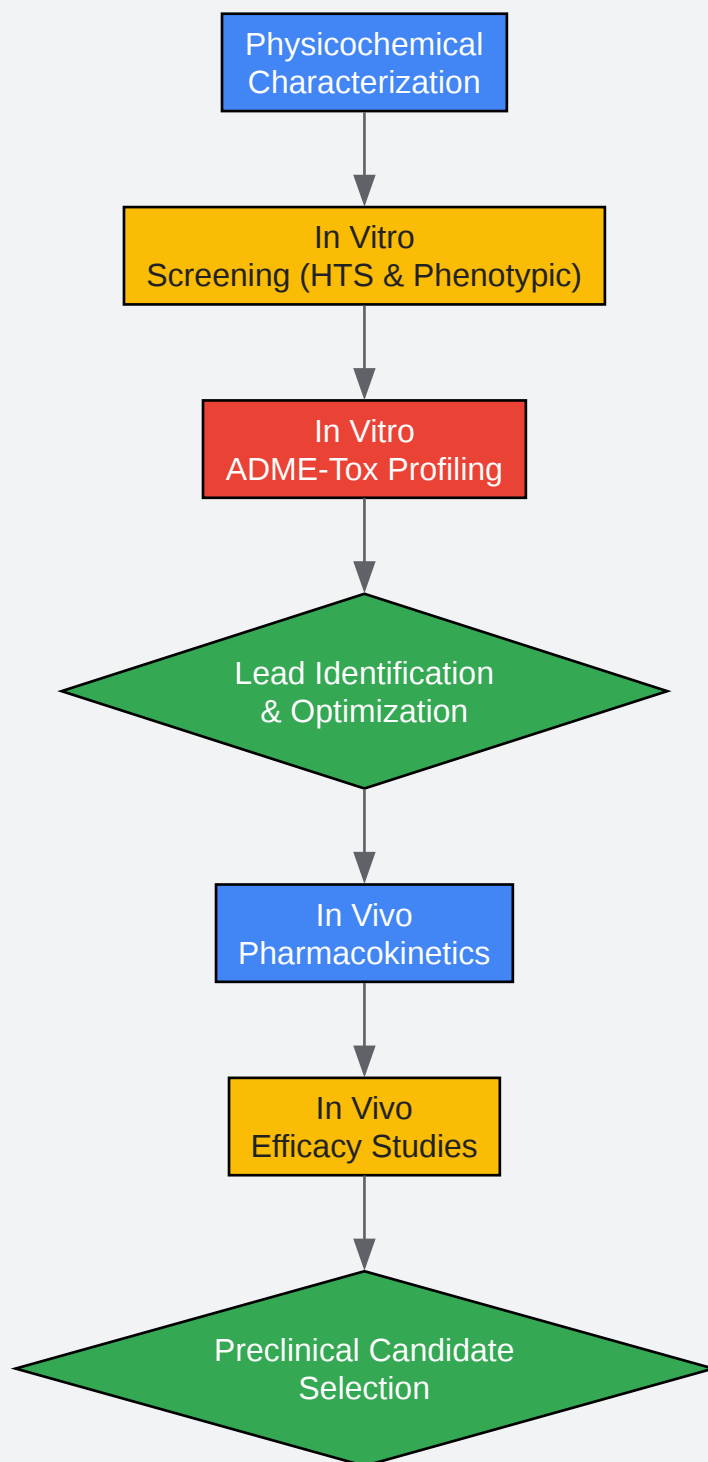 Physicochemical
Characterization
In Vitro
Screening (HTS & Phenotypic)
In Vitro
ADME-Tox Profiling
Lead Identification
& Optimization
In Vivo
Pharmacokinetics
In Vivo
Efficacy Studies
Preclinical Candidate
Selection